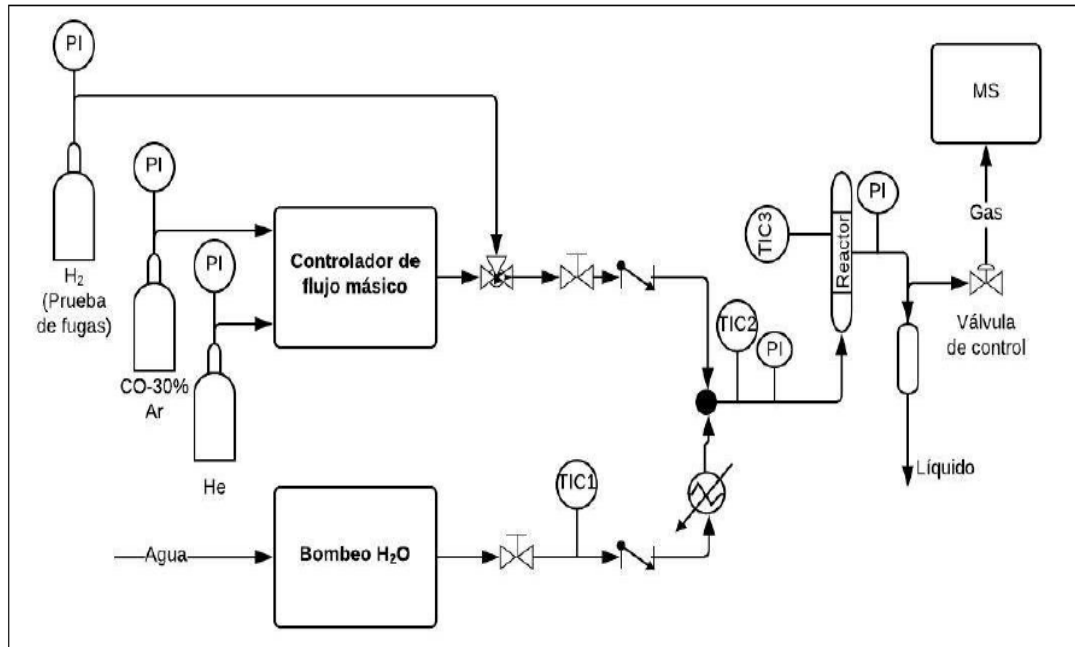 PI
H₂
(Prueba
de fugas)
PI
CO-30%
Ar
PI
He
Controlador de
flujo másico
Agua
Bombeo H₂O
TIC1
TIC2
PI
TIC3
Reactor
PI
MS
Gas
Válvula
de control
Líquido